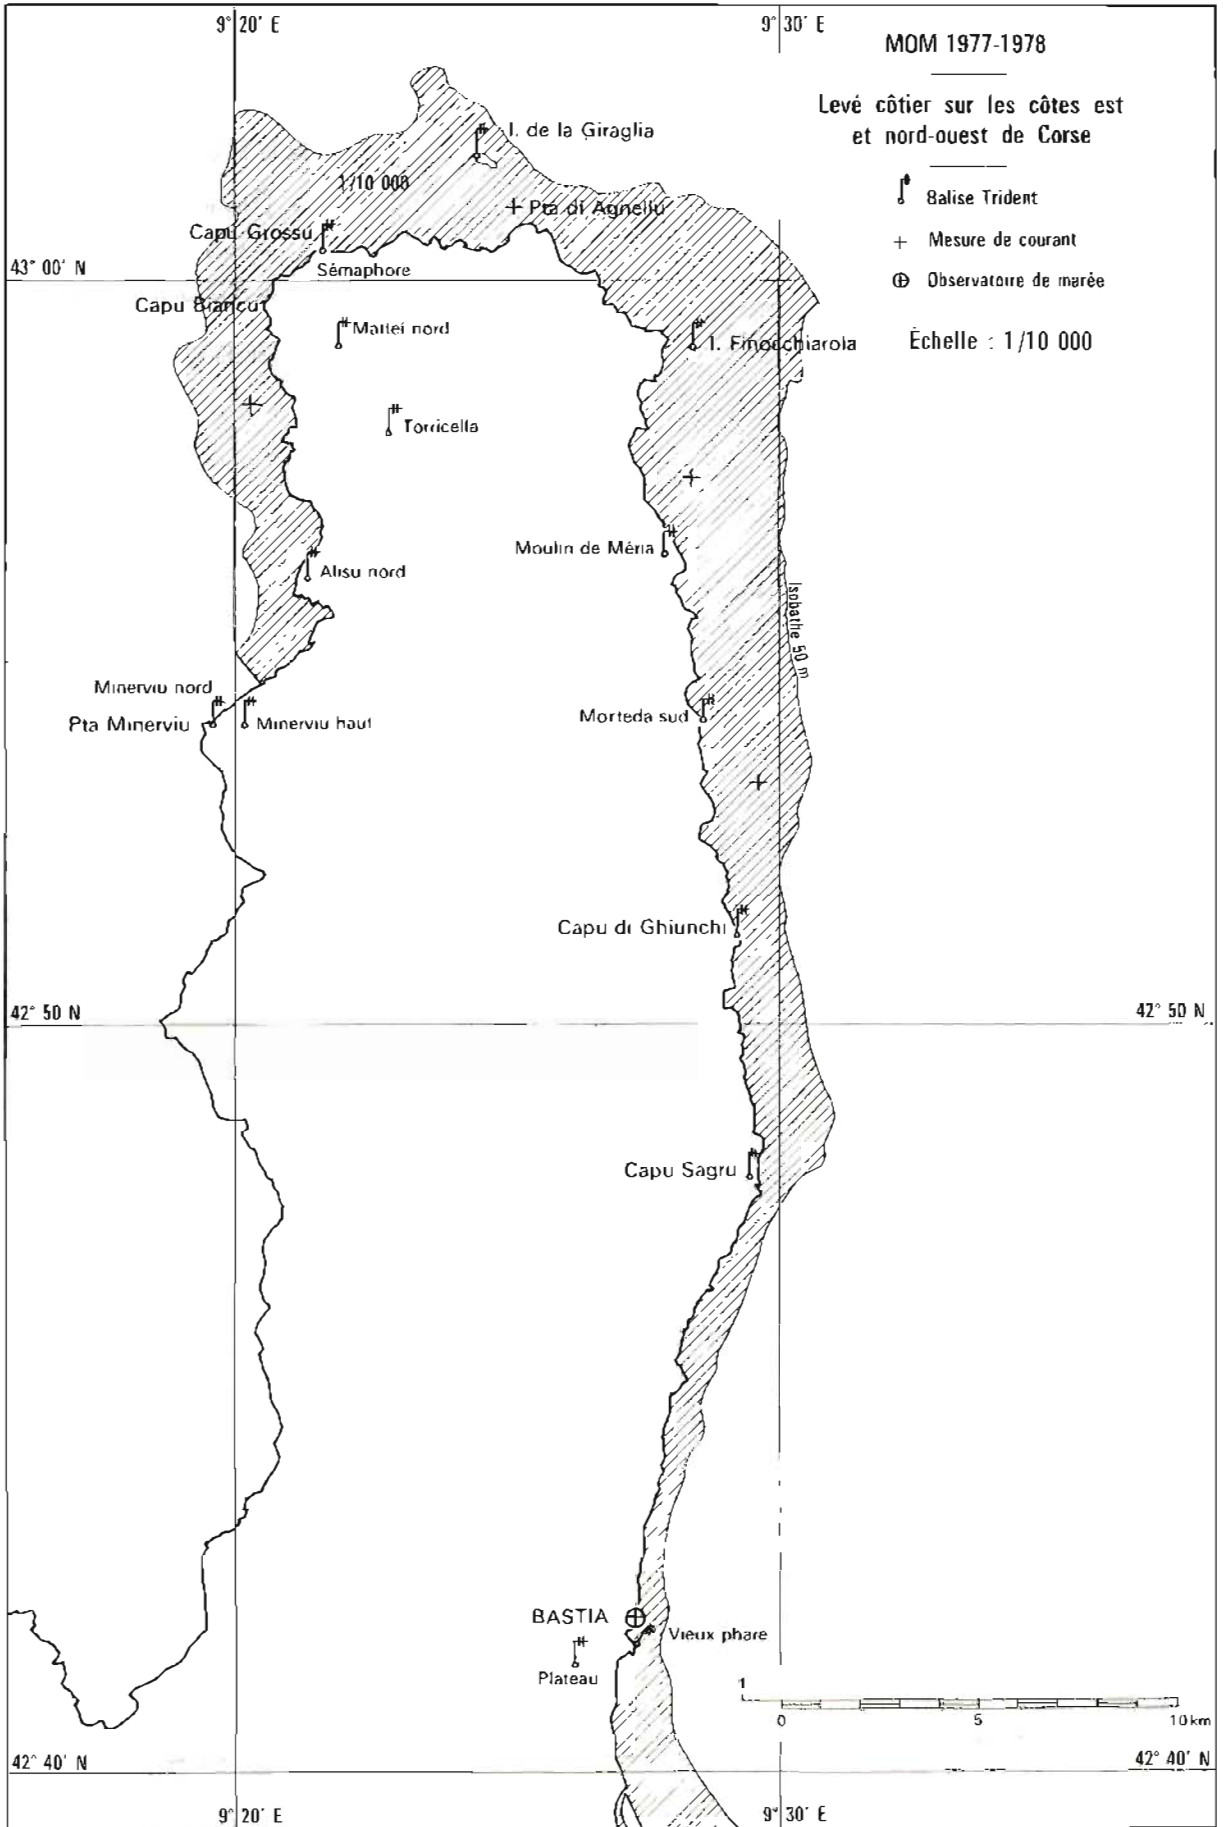 9° 20' E
9° 30' E
MOM 1977-1978
Levé côtier sur les côtes est
et nord-ouest de Corse
Balise Trident
Mesure de courant
Observatoire de marée
Échelle : 1/10 000
I. de la Giraglia
1/10 000
Pta di Agnellu
Capu Grossu
Sémaphore
43° 00' N
Capu Biancu
Mattei nord
I. Finocchiarola
Torricella
Moulin de Méria
Alisu nord
Isobathe 50 m
Minerviu nord
Pta Minerviu
Minerviu haut
Morteda sud
Capu di Ghiunchi
42° 50 N
42° 50 N
Capu Sagru
BASTIA
Vieux phare
Plateau
1
0
5
10 km
42° 40' N
42° 40' N
9° 20' E
9° 30' E